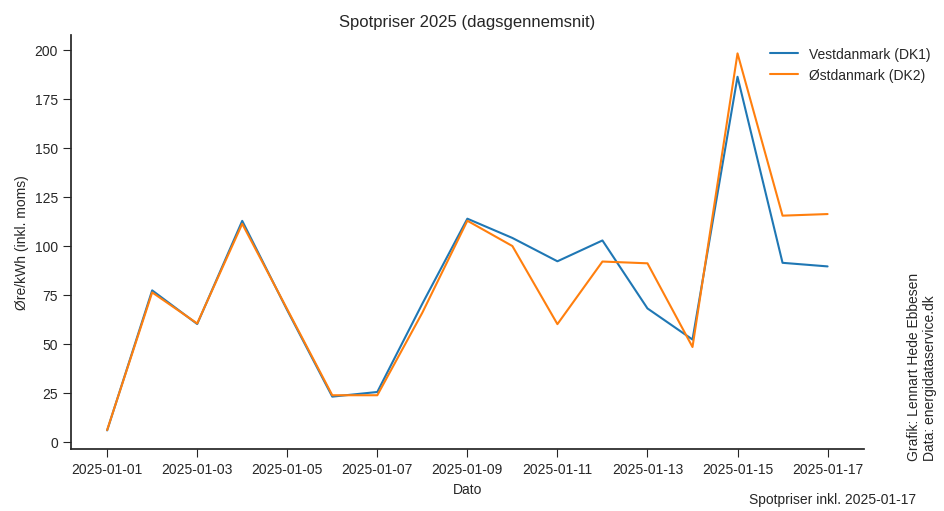 Spotpriser 2025 (dagsgennemsnit)
Vestdanmark (DK1)
Østdanmark (DK2)
Øre/kWh (inkl. moms)
200
175
150
125
100
75
50
25
0
2025-01-01
2025-01-03
2025-01-05
2025-01-07
2025-01-09
2025-01-11
2025-01-13
2025-01-15
2025-01-17
Dato
Grafik: Lennart Hede Ebbesen
Data: energidataservice.dk
Spotpriser inkl. 2025-01-17